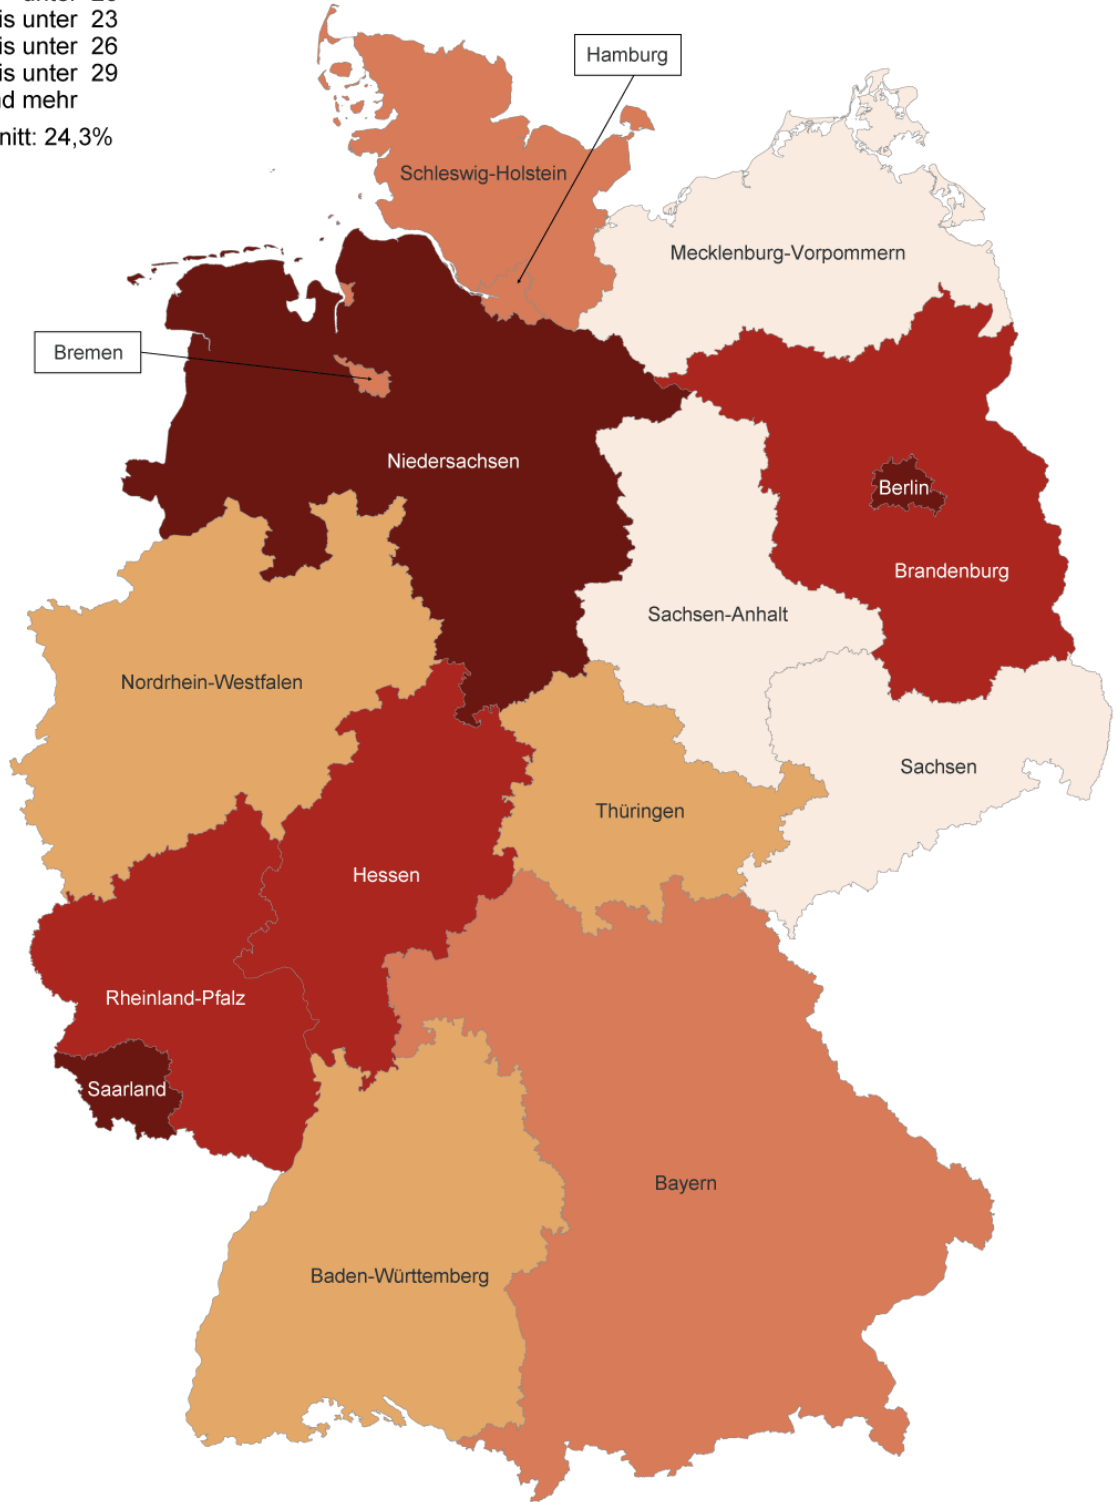 is unter 23
is unter 26
is unter 29
d mehr
nitt: 24,3%
Hamburg
Schleswig-Holstein
Mecklenburg-Vorpommern
Bremen
Niedersachsen
Berlin
Brandenburg
Sachsen-Anhalt
Nordrhein-Westfalen
Sachsen
Thüringen
Hessen
Rheinland-Pfalz
Saarland
Bayern
Baden-Württemberg